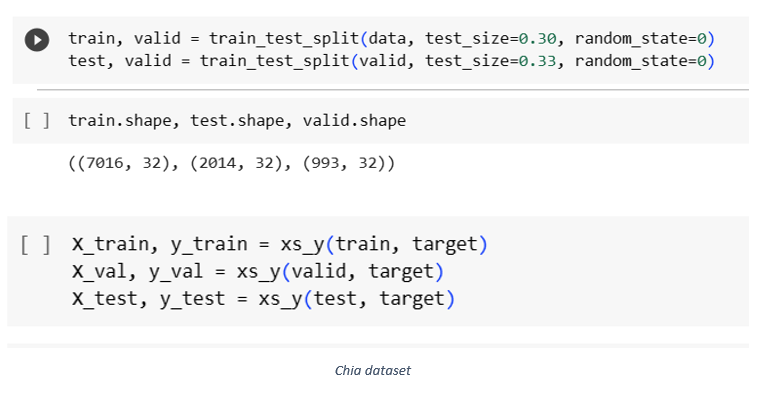 train, valid = train_test_split(data, test_size=0.30, random_state=0)
test, valid = train_test_split(valid, test_size=0.33, random_state=0)
[ ] train.shape, test.shape, valid.shape
((7016, 32), (2014, 32), (993, 32))
[ ] X_train, y_train = xs_y(train, target)
X_val, y_val = xs_y(valid, target)
X_test, y_test = xs_y(test, target)
Chia dataset